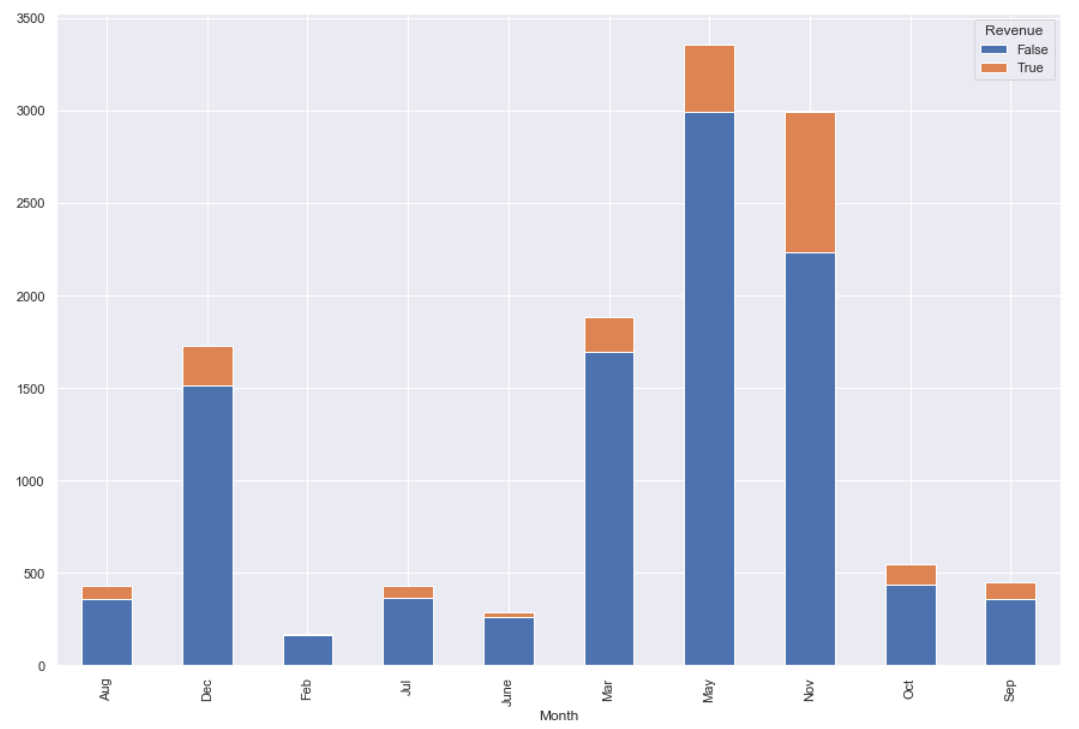 3500
3000
2500
2000
1500
1000
500
0
Revenue
False
True
Aug
Dec
Feb
Jul
June
Mar
May
Nov
Oct
Sep
Month